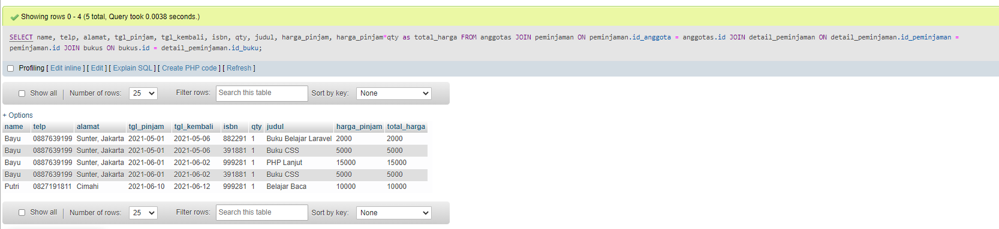 Showing rows 0 - 4 (5 total, Query took 0.0038 seconds.)
SELECT name, telp, alamat, tgl_pinjam, tgl_kembali, isbn, qty, judul, harga_pinjam, harga_pinjam*qty as total_harga FROM anggotas JOIN peminjaman ON peminjaman.id_anggota = anggotas.id JOIN detail_peminjaman ON detail_peminjaman.id_peminjaman =
peminjaman.id JOIN bukus ON bukus.id = detail_peminjaman.id_buku;
Profiling [ Edit inline ] [ Edit ] [ Explain SQL ] [ Create PHP code ] [ Refresh ]
Show all Number of rows: 25 Filter rows: Search this table Sort by key: None
+ Options
name telp alamat tgl_pinjam tgl_kembali isbn qty judul harga_pinjam total_harga
Bayu 0887639199 Sunter, Jakarta 2021-05-01 2021-05-06 882291 1 Buku Belajar Laravel 2000 2000
Bayu 0887639199 Sunter, Jakarta 2021-05-01 2021-05-06 391881 1 Buku CSS 5000 5000
Bayu 0887639199 Sunter, Jakarta 2021-06-01 2021-06-02 999281 1 PHP Lanjut 15000 15000
Bayu 0887639199 Sunter, Jakarta 2021-06-01 2021-06-02 391881 1 Buku CSS 5000 5000
Putri 0827191811 Cimahi 2021-06-10 2021-06-12 999281 1 Belajar Baca 10000 10000
Show all Number of rows: 25 Filter rows: Search this table Sort by key: None